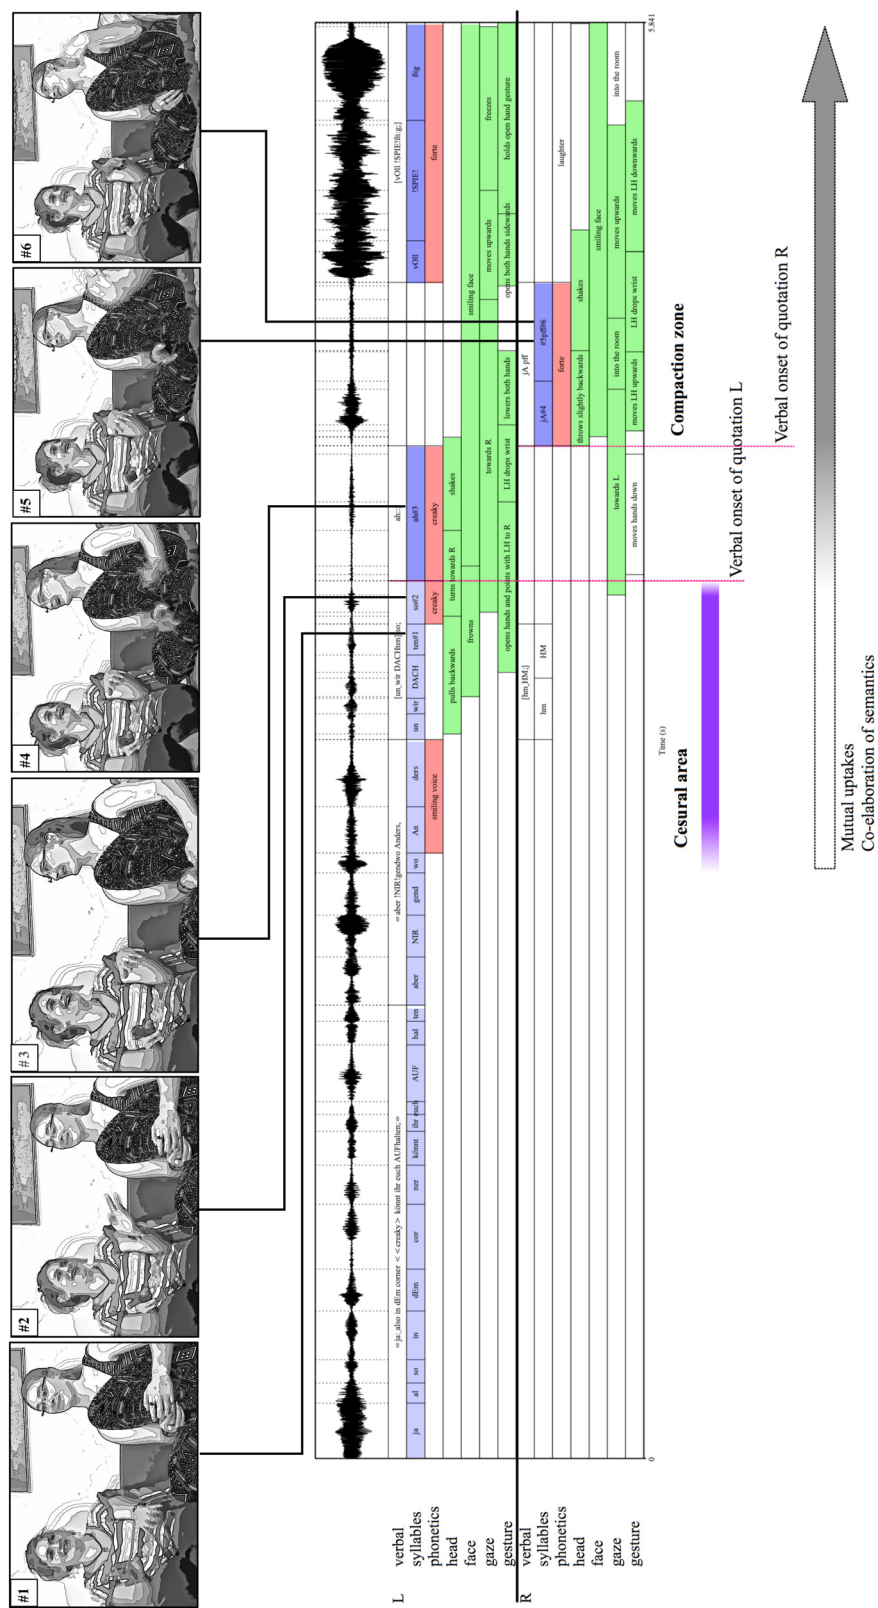 #1
#2
#3
#4
#5
#6
L
verbal
=ja:_also in dEm corner <<creaky> könnt ihr euch AUFhalten;=
=aber !NIR!gendwo Anders,
[un_wir DACHten] so;
ah::
[vOll !SPIE!ßig;]
syllables
ja
al
so
in
dEm
cor
ner
könnt
ihr
euch
AUF
hal
ten
aber
NIR
gend
wo
An
ders
un
wir
DACH
ten#1
so#2
ah#3
vOll
!SPIE!
ßig
phonetics
smiling voice
creaky
creaky
forte
head
pulls backwards
turns towards R
shakes
face
frowns
smiling face
gaze
towards R
moves upwards
freezes
gesture
opens hands and points with LH to R
LH drops wrist
lowers both hands
opens both hands sidewards
holds open hand gesture
R
verbal
[hm_HM;]
jA pff
laughter
syllables
hm
HM
jA#4
#5pff#6
phonetics
forte
head
throws slightly backwards
shakes
face
smiling face
gaze
towards L
into the room
moves upwards
into the room
gesture
moves hands down
moves LH upwards
LH drops wrist
moves LH downwards
0
Time (s)
5.841
Cesural area
Compaction zone
Verbal onset of quotation L
Verbal onset of quotation R
Mutual uptakes
Co-elaboration of semantics